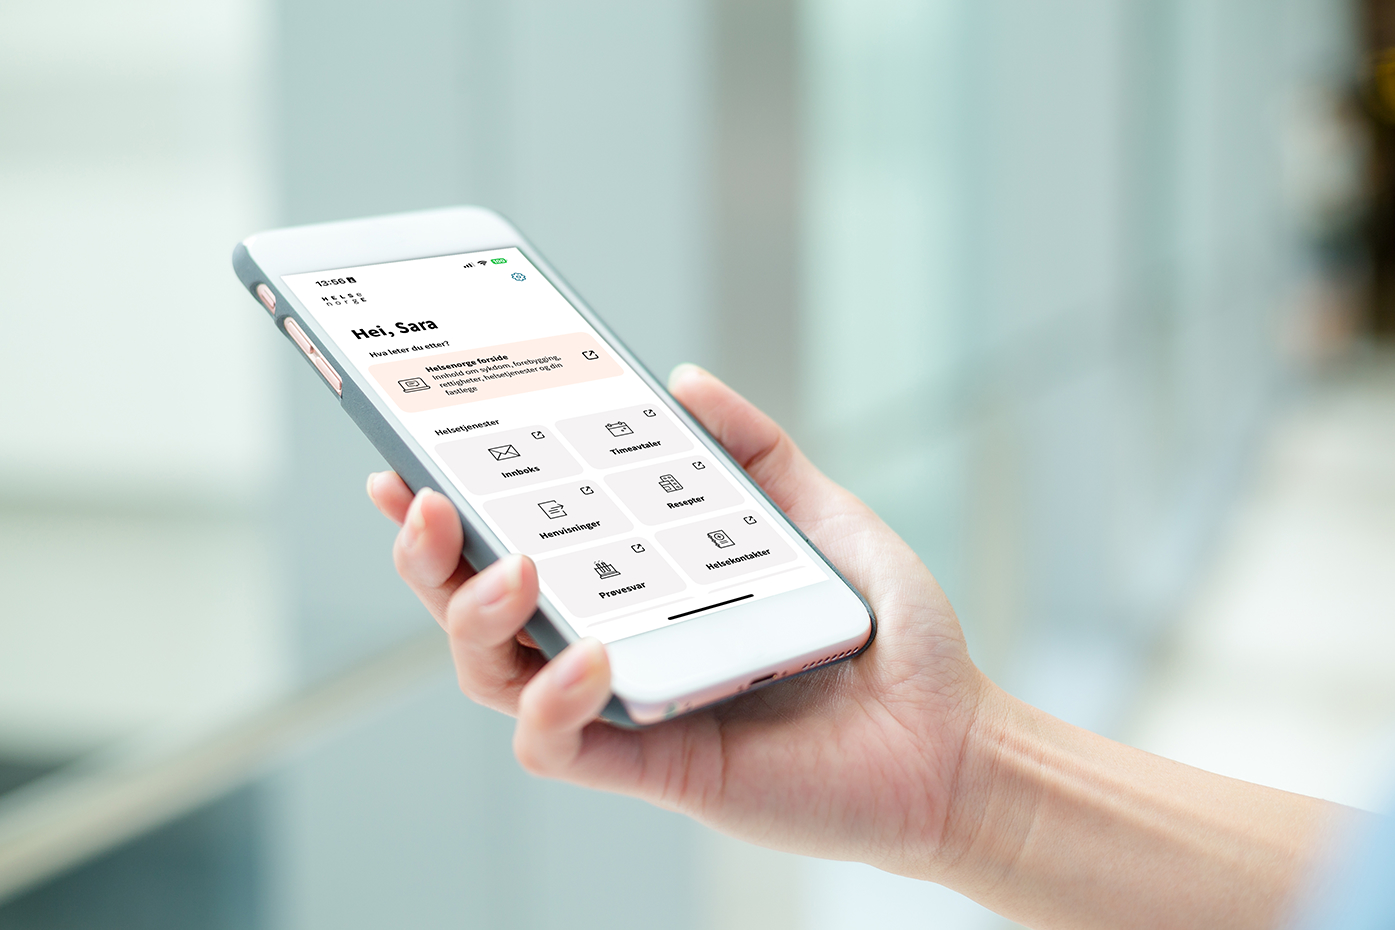 13:56
100
HELSe
norgE
Hei, Sara
Hva leter du etter?
Helsenorge forside
Innhold om sykdom, forebygging,
rettigheter, helsetjenester og din
fastlege
Helsetjenester
Innboks
Timeavtaler
Henvisninger
Resepter
Prøvesvar
Helsekontakter